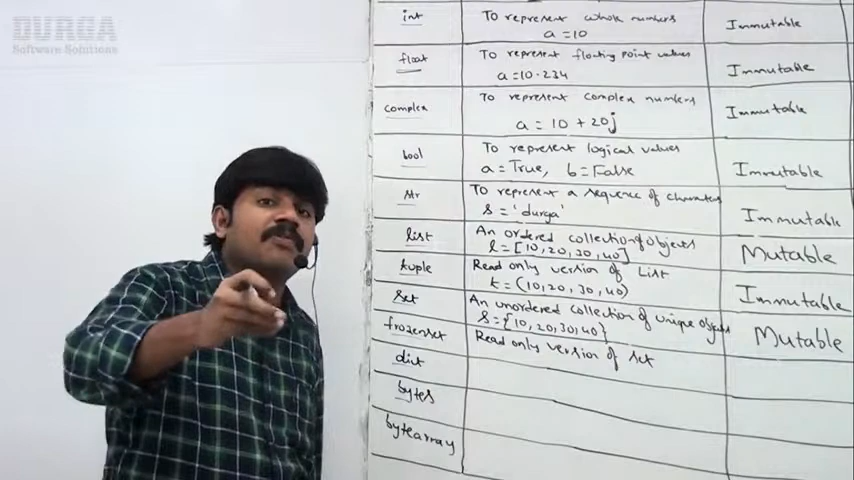 DURGA
Software Solutions
int
To represent whole numbers
a = 10
Immutable
float
To represent floating point values
a = 10.234
Immutable
complex
To represent complex numbers
a = 10 + 20j
Immutable
bool
To represent logical values
a = True, b = False
Immutable
str
To represent a sequence of characters
s = 'durga'
Immutable
list
An ordered collection of objects
l = [10, 20, 30, 40]
Mutable
tuple
Read only version of List
t = (10, 20, 30, 40)
Immutable
set
An unordered collection of unique objects
s = {10, 20, 30, 40}
Mutable
frozenset
Read only version of set
dict
bytes
bytearray